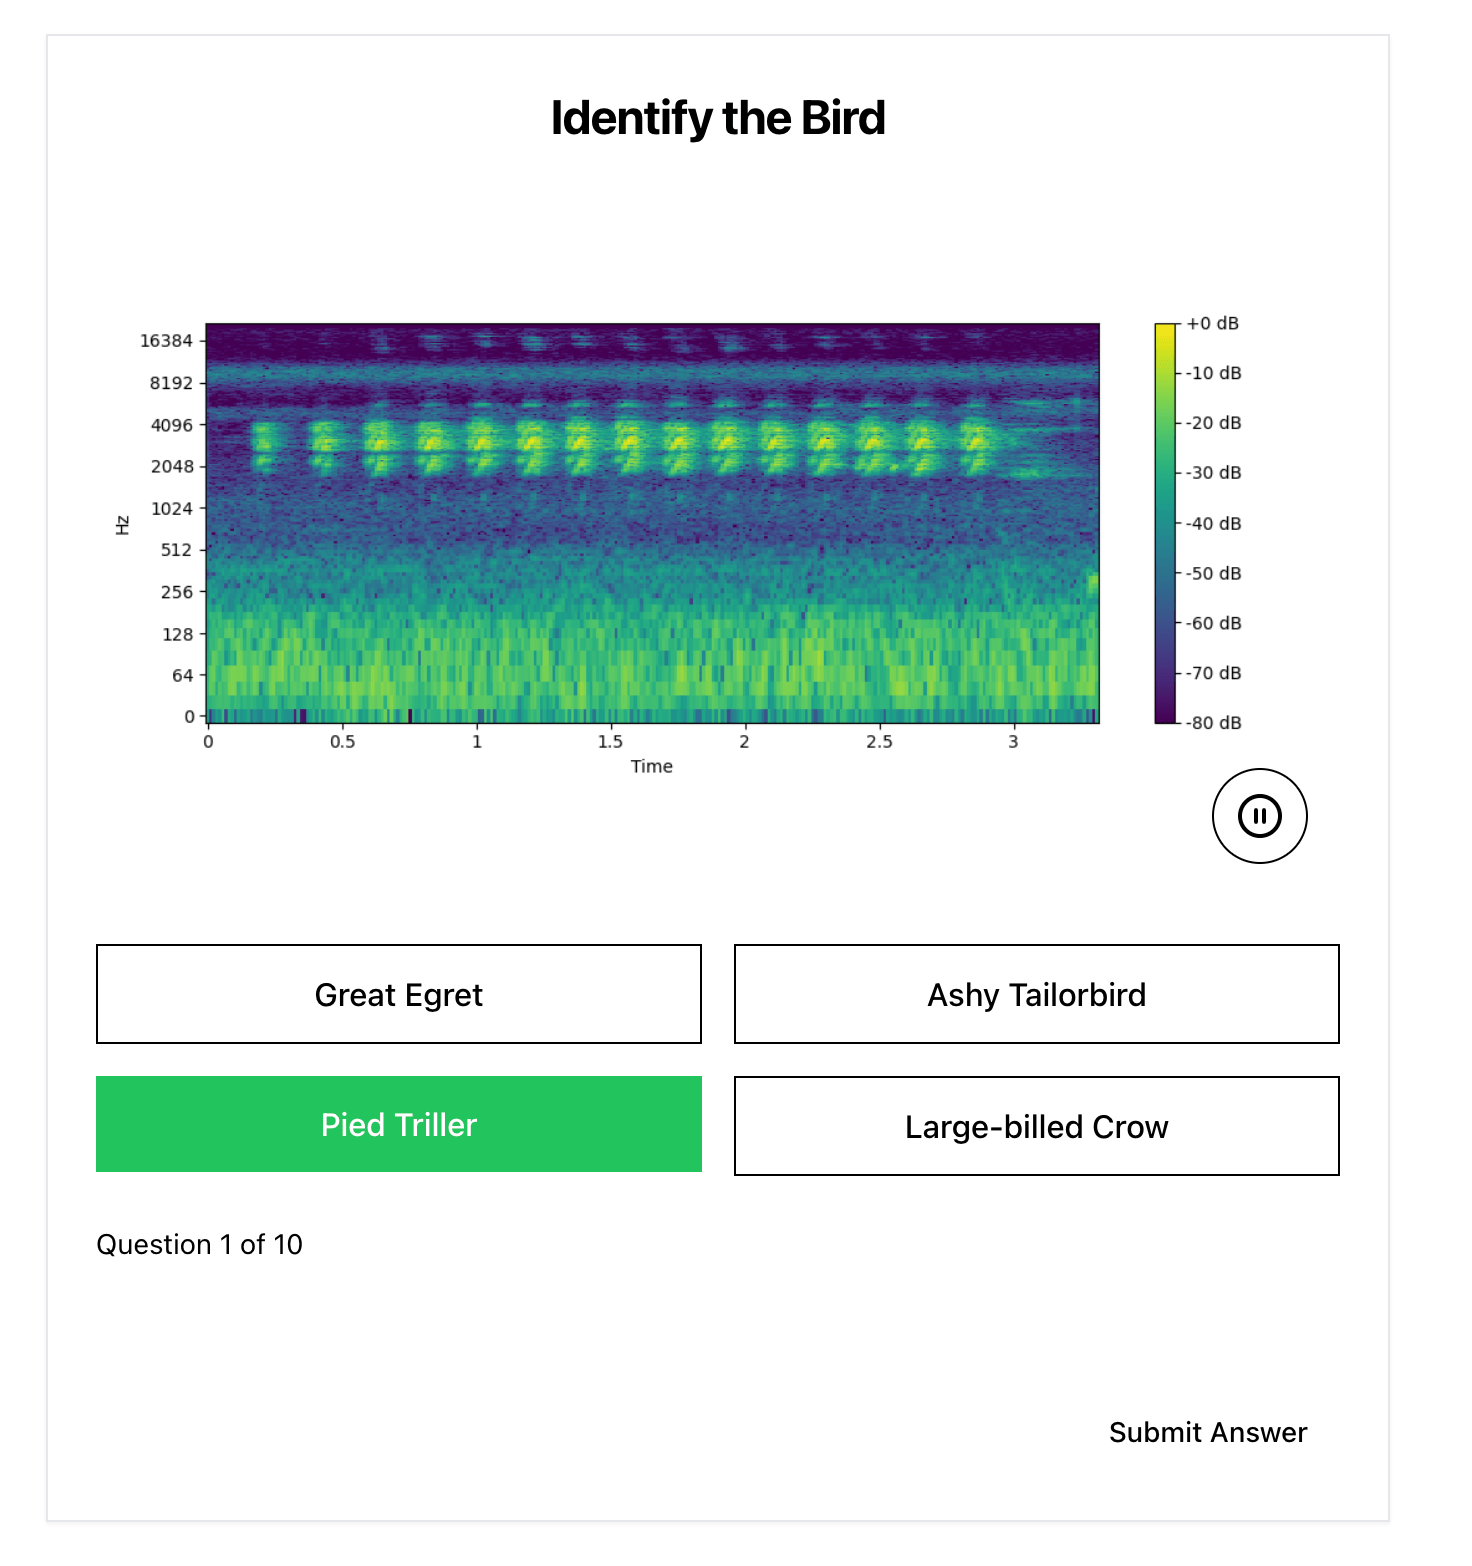 Identify the Bird
16384
8192
4096
2048
1024
512
256
128
64
0
Hz
0 0.5 1 1.5 2 2.5 3
Time
+0 dB
-10 dB
-20 dB
-30 dB
-40 dB
-50 dB
-60 dB
-70 dB
-80 dB
Great Egret
Ashy Tailorbird
Pied Triller
Large-billed Crow
Question 1 of 10
Submit Answer